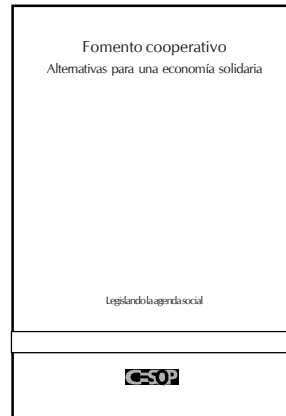 Fomento cooperativo
Alternativas para una economía solidaria
Legislando la agenda social
CESOP